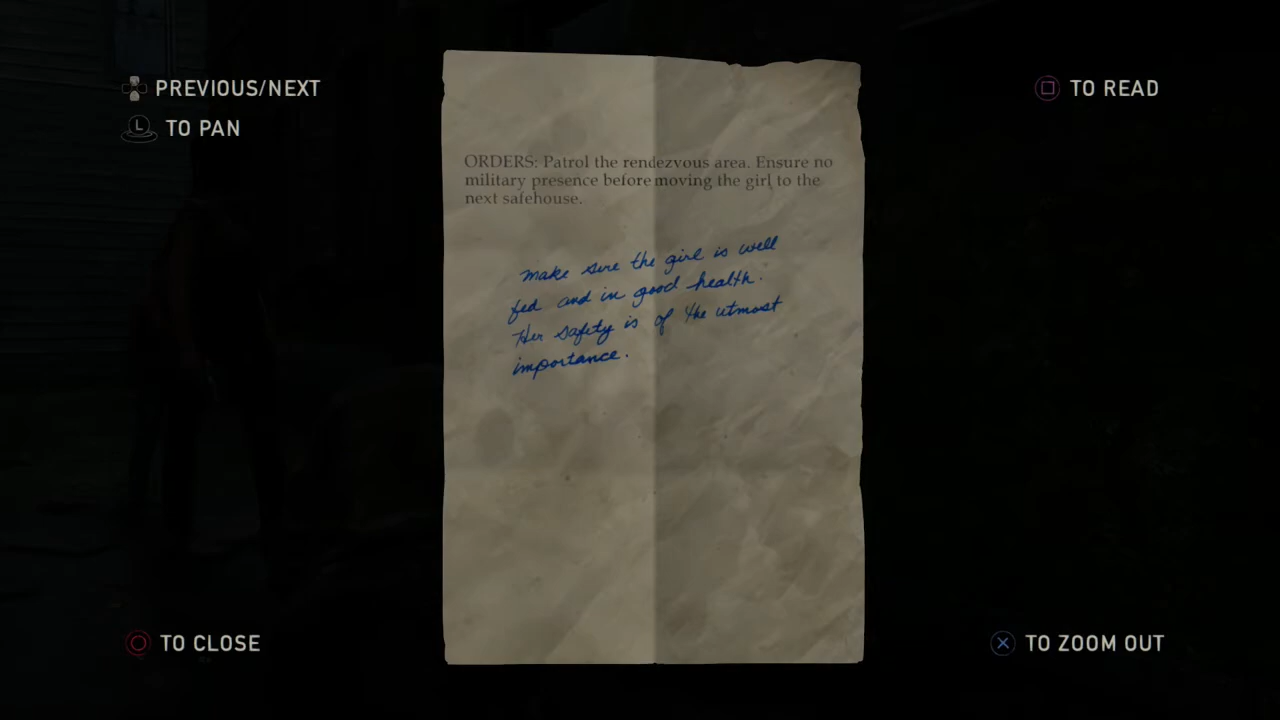 PREVIOUS/NEXT
L TO PAN
TO READ
ORDERS: Patrol the rendezvous area. Ensure no
military presence before moving the girl to the
next safehouse.
make sure the girl is well
fed and in good health.
Her safety is of the utmost
importance.
TO CLOSE
TO ZOOM OUT